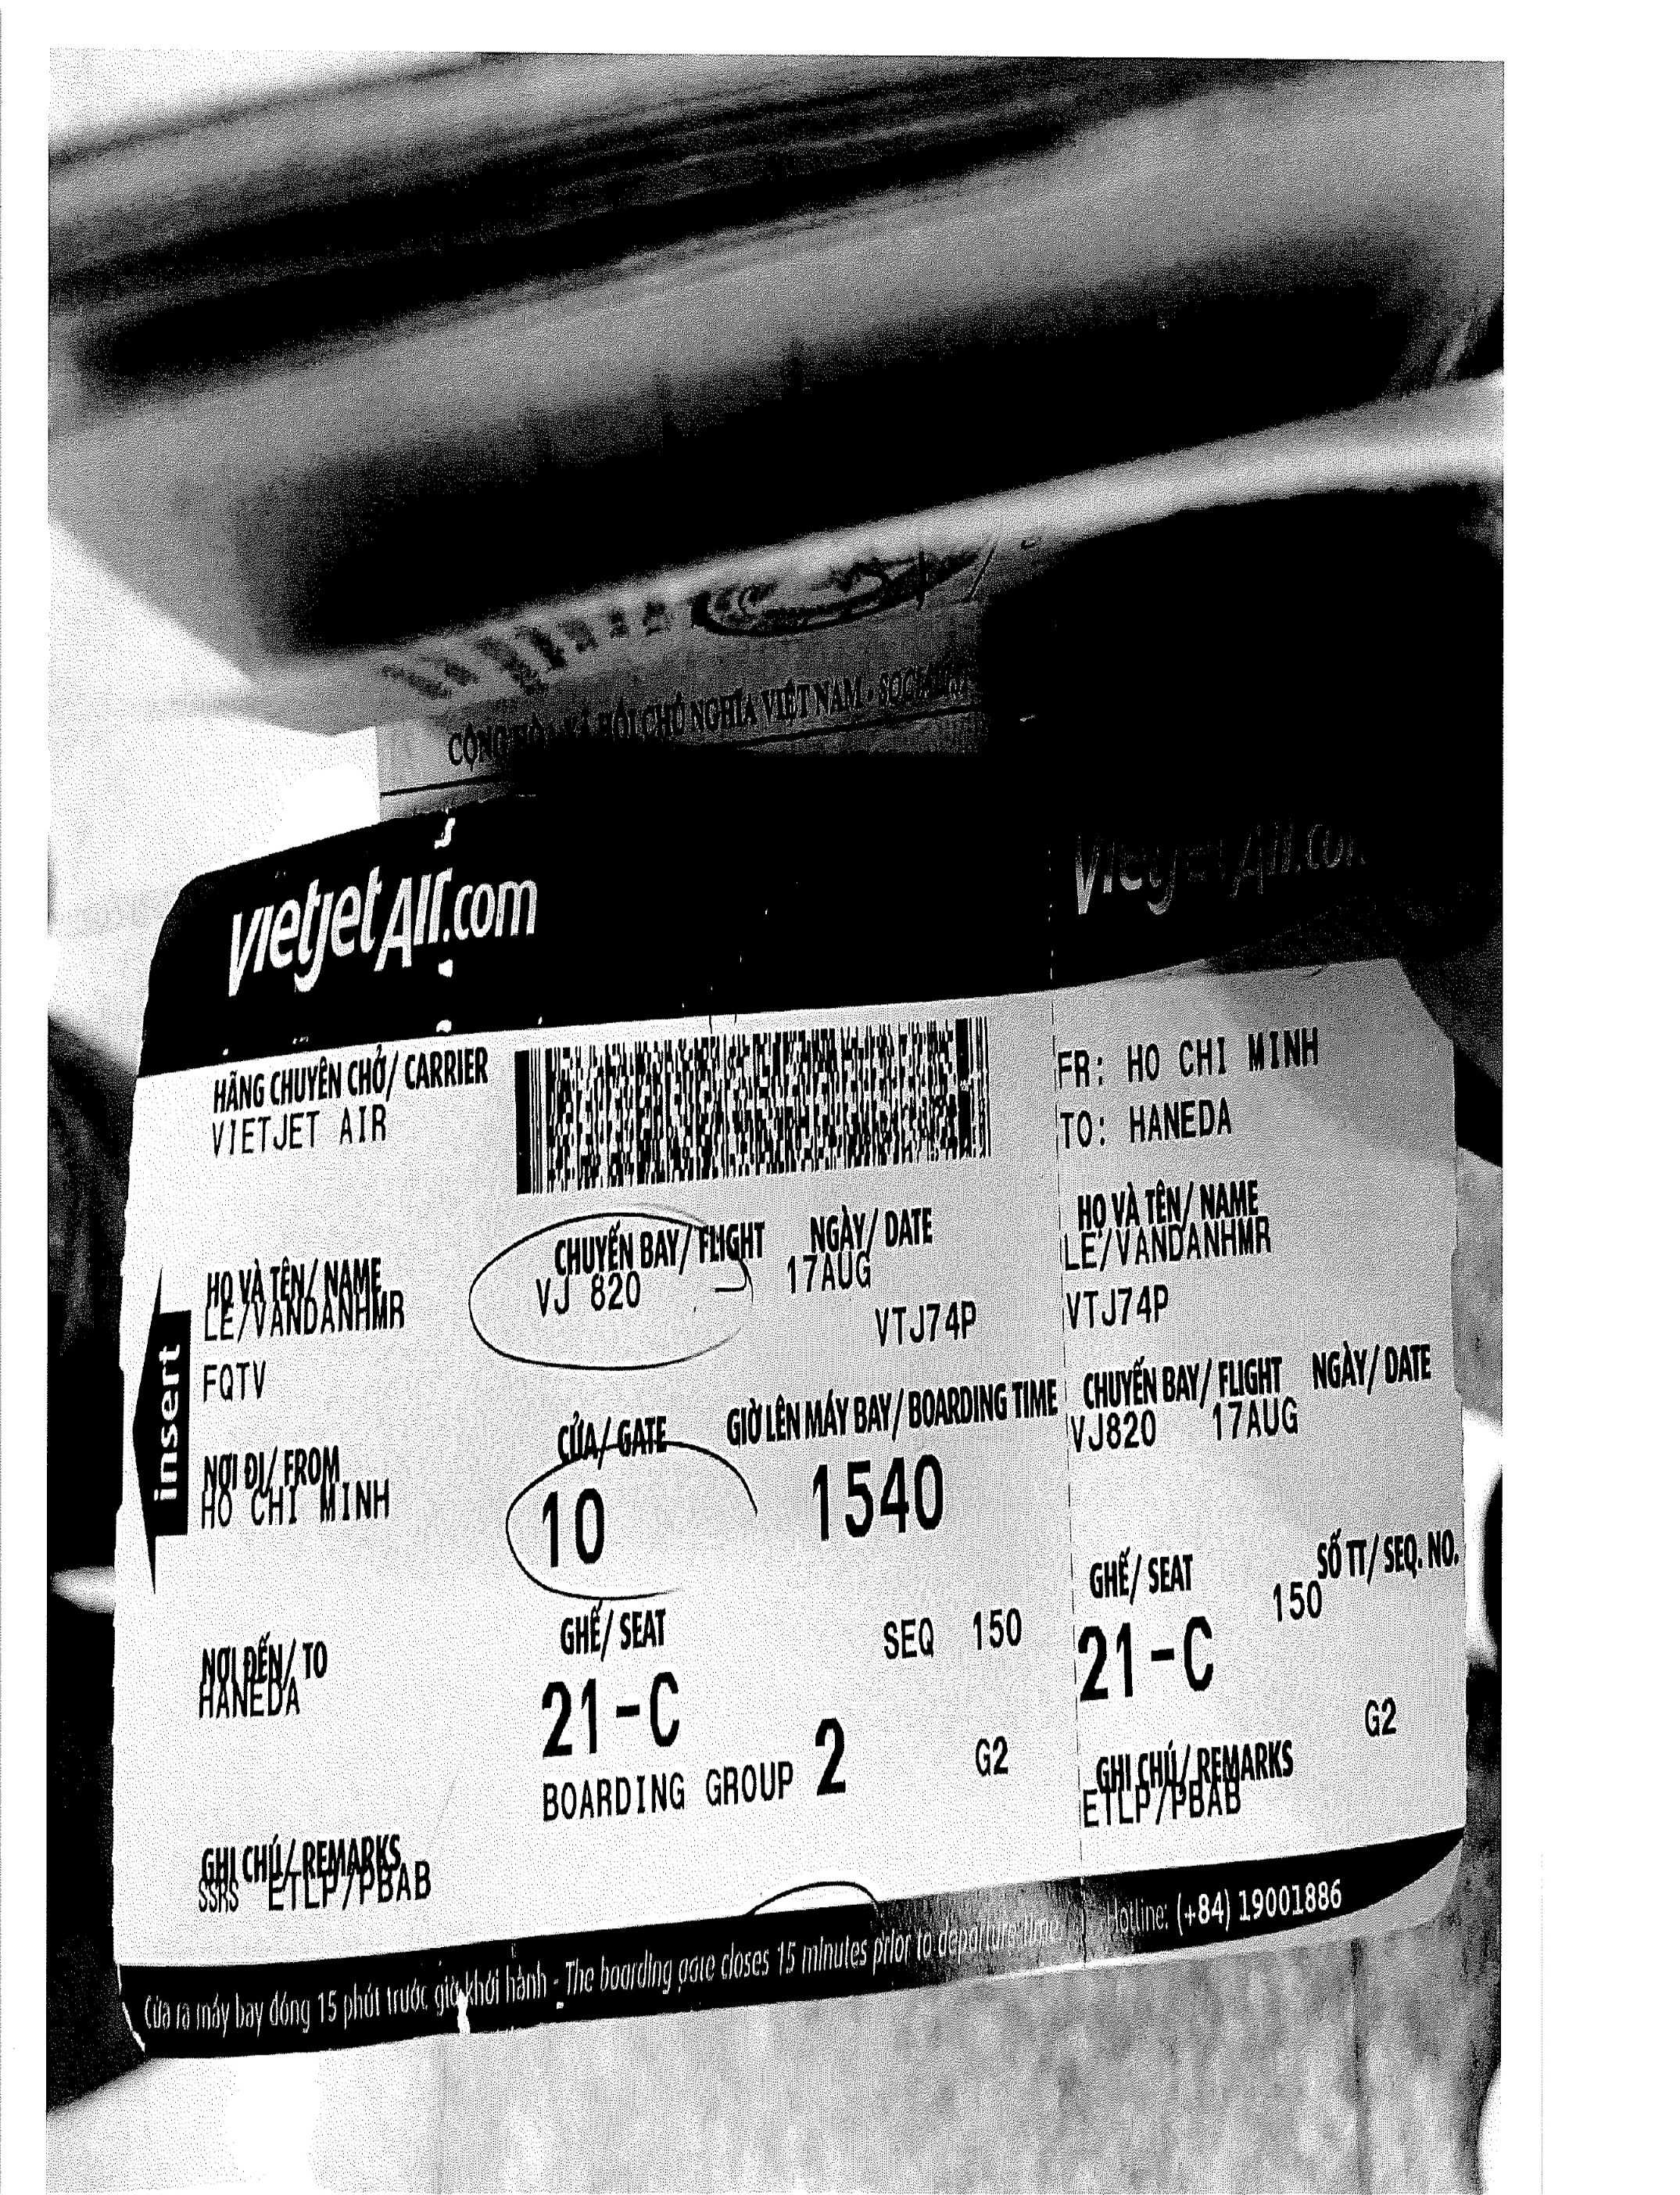 CỘNG HÒA XÃ HỘI CHỦ NGHĨA VIỆT NAM -
vietjetAir.com
vietjetAir.com
HÃNG CHUYÊN CHỞ/ CARRIER
VIETJET AIR
HỌ VÀ TÊN/ NAME
LE/VANDANHMR
FQTV
NƠI ĐI/ FROM
HO CHI MINH
NƠI ĐẾN/ TO
HANEDA
GHI CHÚ/ REMARKS
SSRS ETLP/PBAB
insert
CHUYẾN BAY/ FLIGHT NGÀY/ DATE
VJ 820 17AUG
VTJ74P
CỬA/ GATE GIỜ LÊN MÁY BAY/ BOARDING TIME
10 1540
GHẾ/ SEAT
SEQ 150
21-C
BOARDING GROUP 2 G2
FR: HO CHI MINH
TO: HANEDA
HỌ VÀ TÊN/ NAME
LE/VANDANHMR
VTJ74P
CHUYẾN BAY/ FLIGHT NGÀY/ DATE
VJ820 17AUG
GHẾ/ SEAT SỐ TT/ SEQ. NO.
21-C 150
G2
GHI CHÚ/ REMARKS
ETLP/PBAB
Cửa ra máy bay đóng 15 phút trước giờ khởi hành - The boarding gate closes 15 minutes prior to departure time. Hotline: (+84) 19001886